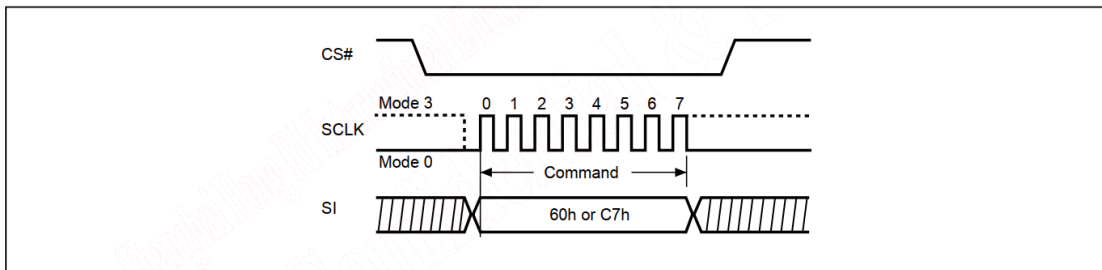 CS#
Mode 3
0 1 2 3 4 5 6 7
SCLK
Mode 0
Command
SI
60h or C7h